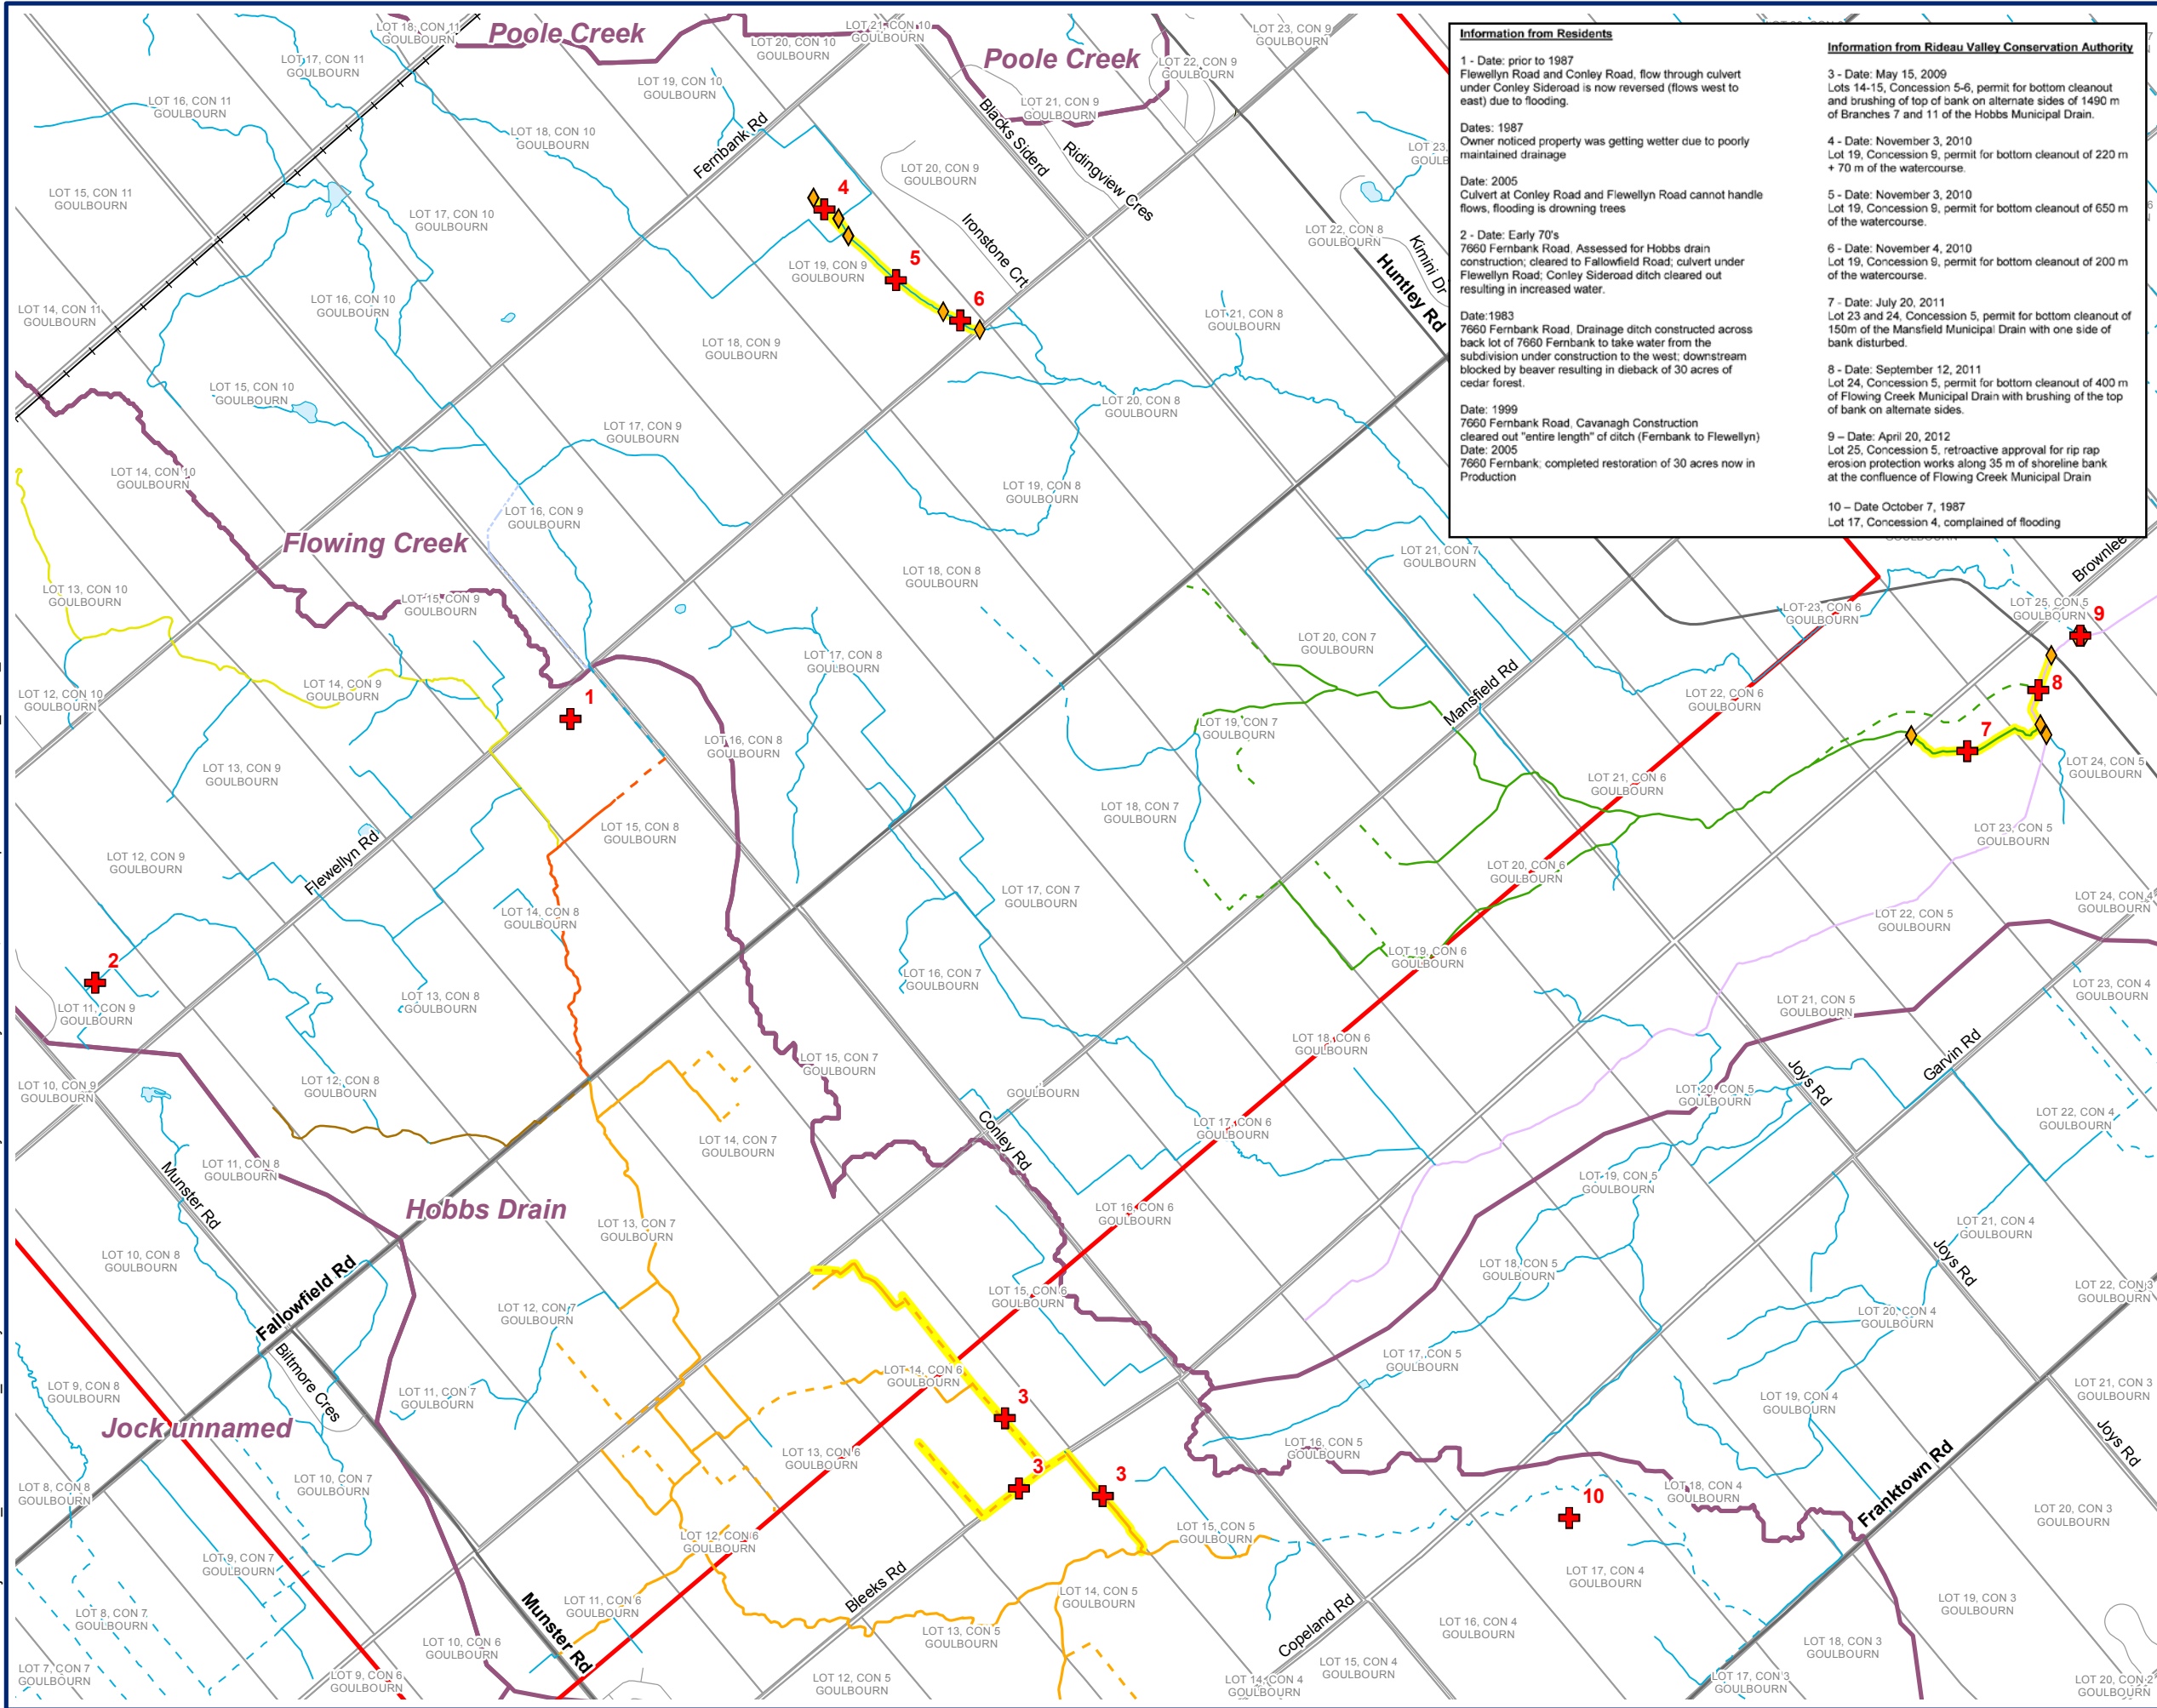 Information from Residents
1 - Date: prior to 1987
Flewellyn Road and Conley Road, flow through culvert
under Conley Sideroad is now reversed (flows west to
east) due to flooding.
Dates: 1987
Owner noticed property was getting wetter due to poorly
maintained drainage
Date: 2005
Culvert at Conley Road and Flewellyn Road cannot handle
flows, flooding is drowning trees
2 - Date: Early 70's
7660 Fernbank Road, Assessed for Hobbs drain
construction; cleared to Fallowfield Road; culvert under
Flewellyn Road; Conley Sideroad ditch cleared out
resulting in increased water.
Date:1983
7660 Fernbank Road, Drainage ditch constructed across
back lot of 7660 Fernbank to take water from the
subdivision under construction to the west; downstream
blocked by beaver resulting in dieback of 30 acres of
cedar forest.
Date: 1999
7660 Fernbank Road, Cavanagh Construction
cleared out "entire length" of ditch (Fernbank to Flewellyn)
Date: 2005
7660 Fernbank; completed restoration of 30 acres now in
Production
Information from Rideau Valley Conservation Authority
3 - Date: May 15, 2009
Lots 14-15, Concession 5-6, permit for bottom cleanout
and brushing of top of bank on alternate sides of 1490 m
of Branches 7 and 11 of the Hobbs Municipal Drain.
4 - Date: November 3, 2010
Lot 19, Concession 9, permit for bottom cleanout of 220 m
+ 70 m of the watercourse.
5 - Date: November 3, 2010
Lot 19, Concession 9, permit for bottom cleanout of 650 m
of the watercourse.
6 - Date: November 4, 2010
Lot 19, Concession 9, permit for bottom cleanout of 200 m
of the watercourse.
7 - Date: July 20, 2011
Lot 23 and 24, Concession 5, permit for bottom cleanout of
150m of the Mansfield Municipal Drain with one side of
bank disturbed.
8 - Date: September 12, 2011
Lot 24, Concession 5, permit for bottom cleanout of 400 m
of Flowing Creek Municipal Drain with brushing of the top
of bank on alternate sides.
9 – Date: April 20, 2012
Lot 25, Concession 5, retroactive approval for rip rap
erosion protection works along 35 m of shoreline bank
at the confluence of Flowing Creek Municipal Drain
10 – Date October 7, 1987
Lot 17, Concession 4, complained of flooding
Poole Creek
Poole Creek
Flowing Creek
Hobbs Drain
Jock unnamed
Fernbank Rd
Blacks Siderd
Ridingview Cres
Ironstone Crt
Huntley Rd
Kimini Dr
Mansfield Rd
Brownlee
Flewellyn Rd
Conley Rd
Joys Rd
Garvin Rd
Joys Rd
Joys Rd
Munster Rd
Fallowfield Rd
Biltmore Cres
Munster Rd
Bleeks Rd
Copeland Rd
Franktown Rd
1
2
3
3
3
4
5
6
7
8
9
10
LOT 18, CON 11
GOULBOURN
LOT 17, CON 11
GOULBOURN
LOT 16, CON 11
GOULBOURN
LOT 15, CON 11
GOULBOURN
LOT 14, CON 11
GOULBOURN
LOT 21, CON 10
GOULBOURN
LOT 20, CON 10
GOULBOURN
LOT 19, CON 10
GOULBOURN
LOT 18, CON 10
GOULBOURN
LOT 17, CON 10
GOULBOURN
LOT 16, CON 10
GOULBOURN
LOT 15, CON 10
GOULBOURN
LOT 14, CON 10
GOULBOURN
LOT 13, CON 10
GOULBOURN
LOT 12, CON 10
GOULBOURN
LOT 23, CON 9
GOULBOURN
LOT 22, CON 9
GOULBOURN
LOT 21, CON 9
GOULBOURN
LOT 20, CON 9
GOULBOURN
LOT 19, CON 9
GOULBOURN
LOT 18, CON 9
GOULBOURN
LOT 17, CON 9
GOULBOURN
LOT 16, CON 9
GOULBOURN
LOT 15, CON 9
GOULBOURN
LOT 14, CON 9
GOULBOURN
LOT 13, CON 9
GOULBOURN
LOT 12, CON 9
GOULBOURN
LOT 11, CON 9
GOULBOURN
LOT 10, CON 9
GOULBOURN
LOT 23,
GOULB
LOT 22, CON 8
GOULBOURN
LOT 21, CON 8
GOULBOURN
LOT 20, CON 8
GOULBOURN
LOT 19, CON 8
GOULBOURN
LOT 18, CON 8
GOULBOURN
LOT 17, CON 8
GOULBOURN
LOT 16, CON 8
GOULBOURN
LOT 15, CON 8
GOULBOURN
LOT 14, CON 8
GOULBOURN
LOT 13, CON 8
GOULBOURN
LOT 12, CON 8
GOULBOURN
LOT 11, CON 8
GOULBOURN
LOT 10, CON 8
GOULBOURN
LOT 9, CON 8
GOULBOURN
LOT 8, CON 8
GOULBOURN
LOT 21, CON 7
GOULBOURN
LOT 20, CON 7
GOULBOURN
LOT 19, CON 7
GOULBOURN
LOT 18, CON 7
GOULBOURN
LOT 17, CON 7
GOULBOURN
LOT 16, CON 7
GOULBOURN
LOT 15, CON 7
GOULBOURN
LOT 14, CON 7
GOULBOURN
LOT 13, CON 7
GOULBOURN
LOT 12, CON 7
GOULBOURN
LOT 11, CON 7
GOULBOURN
LOT 10, CON 7
GOULBOURN
LOT 9, CON 7
GOULBOURN
LOT 8, CON 7
GOULBOURN
LOT 7, CON 7
GOULBOURN
LOT 23, CON 6
GOULBOURN
LOT 22, CON 6
GOULBOURN
LOT 21, CON 6
GOULBOURN
LOT 20, CON 6
GOULBOURN
LOT 19, CON 6
GOULBOURN
LOT 18, CON 6
GOULBOURN
LOT 17, CON 6
GOULBOURN
GOULBOURN
LOT 16, CON 6
GOULBOURN
LOT 15, CON 6
GOULBOURN
LOT 14, CON 6
GOULBOURN
LOT 13, CON 6
GOULBOURN
LOT 12, CON 6
GOULBOURN
LOT 11, CON 6
GOULBOURN
LOT 10, CON 6
GOULBOURN
LOT 9, CON 6
GOULBOURN
LOT 25, CON 5
GOULBOURN
LOT 24, CON 5
GOULBOURN
LOT 23, CON 5
GOULBOURN
LOT 22, CON 5
GOULBOURN
LOT 21, CON 5
GOULBOURN
LOT 20, CON 5
GOULBOURN
LOT 19, CON 5
GOULBOURN
LOT 18, CON 5
GOULBOURN
LOT 17, CON 5
GOULBOURN
LOT 16, CON 5
GOULBOURN
LOT 15, CON 5
GOULBOURN
LOT 14, CON 5
GOULBOURN
LOT 13, CON 5
GOULBOURN
LOT 12, CON 5
GOULBOURN
LOT 24, CON 4
GOULBOURN
LOT 23, CON 4
GOULBOURN
LOT 22, CON 4
GOULBOURN
LOT 21, CON 4
GOULBOURN
LOT 20, CON 4
GOULBOURN
LOT 19, CON 4
GOULBOURN
LOT 18, CON 4
GOULBOURN
LOT 17, CON 4
GOULBOURN
LOT 16, CON 4
GOULBOURN
LOT 15, CON 4
GOULBOURN
LOT 14, CON 4
GOULBOURN
LOT 22, CON 3
GOULBOURN
LOT 21, CON 3
GOULBOURN
LOT 20, CON 3
GOULBOURN
LOT 19, CON 3
GOULBOURN
LOT 18, CON 3
GOULBOURN
LOT 17, CON 3
GOULBOURN
LOT 20, CON 2
GOULBOURN